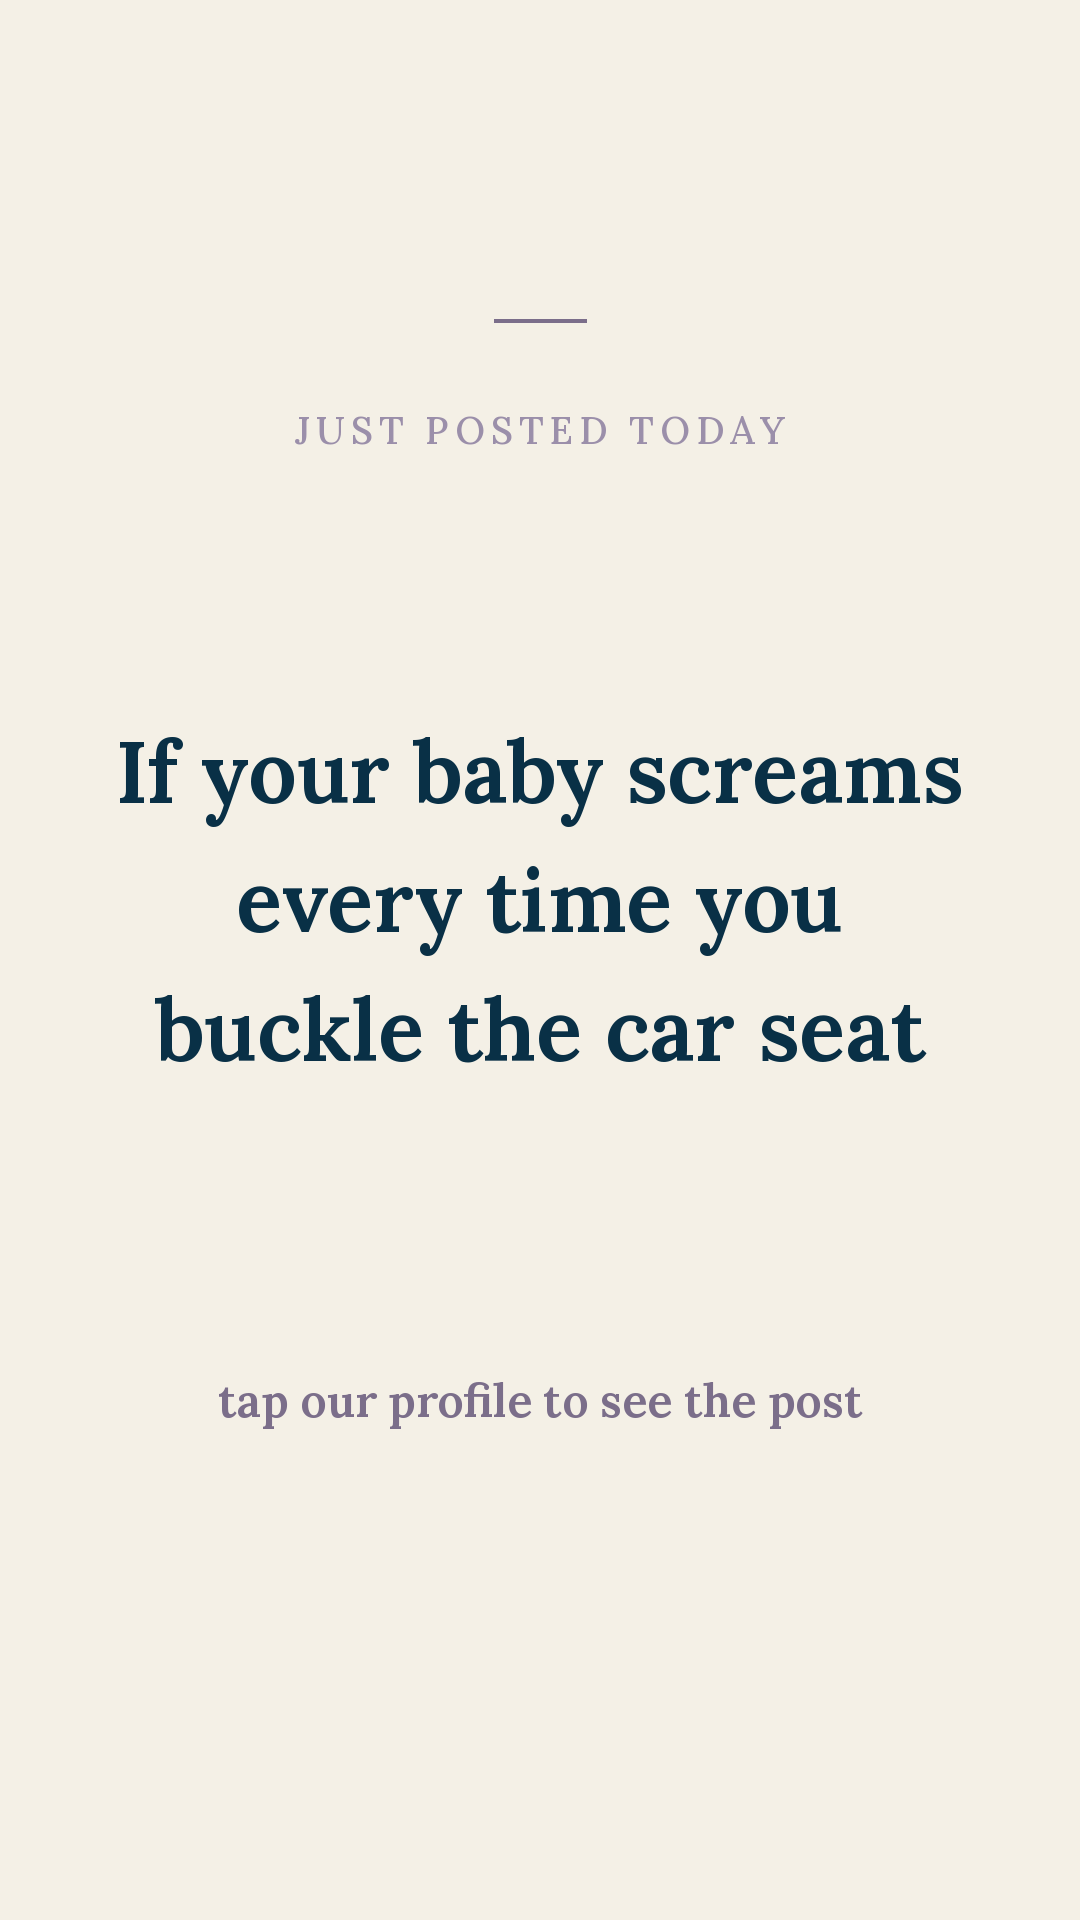 JUST POSTED TODAY
If your baby screams
every time you
buckle the car seat
tap our profile to see the post